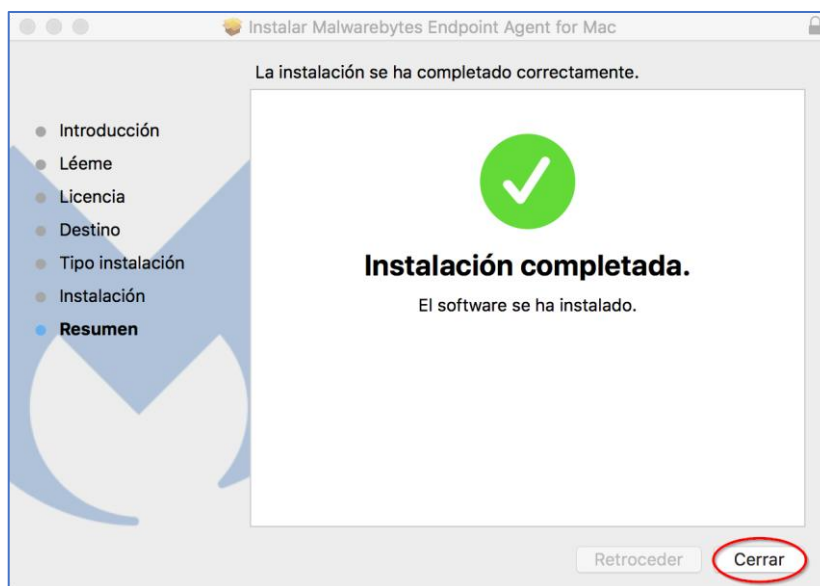 Instalar Malwarebytes Endpoint Agent for Mac
La instalación se ha completado correctamente.
Introducción
Léeme
Licencia
Destino
Tipo instalación
Instalación
Resumen
Instalación completada.
El software se ha instalado.
Retroceder
Cerrar